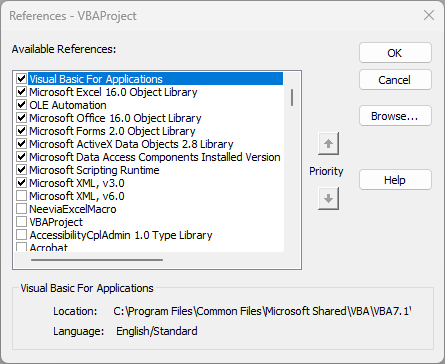 References - VBAProject
Available References:
Visual Basic For Applications
Microsoft Excel 16.0 Object Library
OLE Automation
Microsoft Office 16.0 Object Library
Microsoft Forms 2.0 Object Library
Microsoft ActiveX Data Objects 2.8 Library
Microsoft Data Access Components Installed Version
Microsoft Scripting Runtime
Microsoft XML, v3.0
Microsoft XML, v6.0
NeeviaExcelMacro
VBAProject
AccessibilityCplAdmin 1.0 Type Library
Acrobat
OK
Cancel
Browse...
Priority
Help
Visual Basic For Applications
Location: C:\Program Files\Common Files\Microsoft Shared\VBA\VBA7.1\
Language: English/Standard